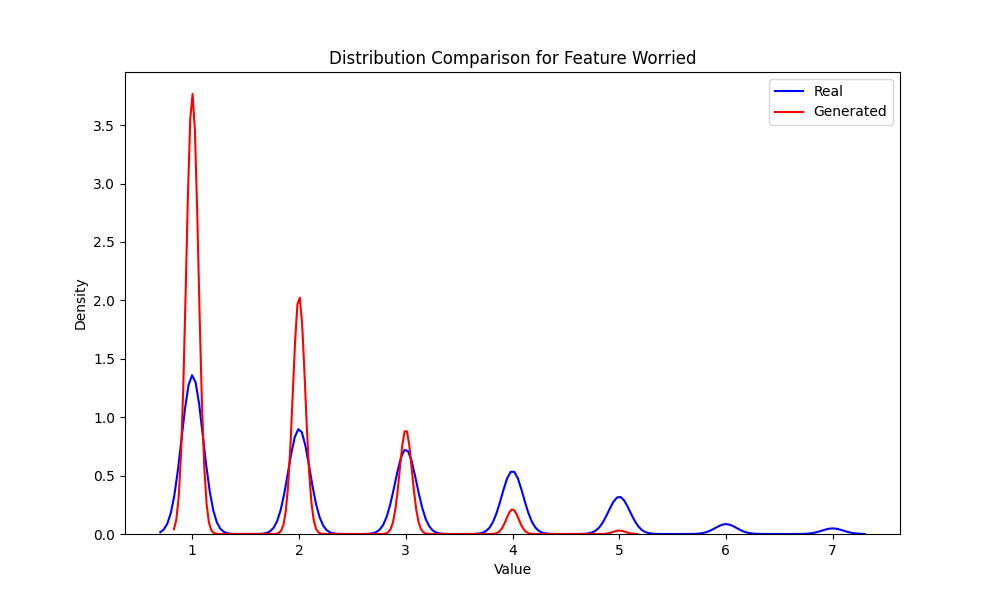 Distribution Comparison for Feature Worried
Real
Generated
3.5
3.0
2.5
2.0
1.5
1.0
0.5
0.0
Density
1 2 3 4 5 6 7
Value